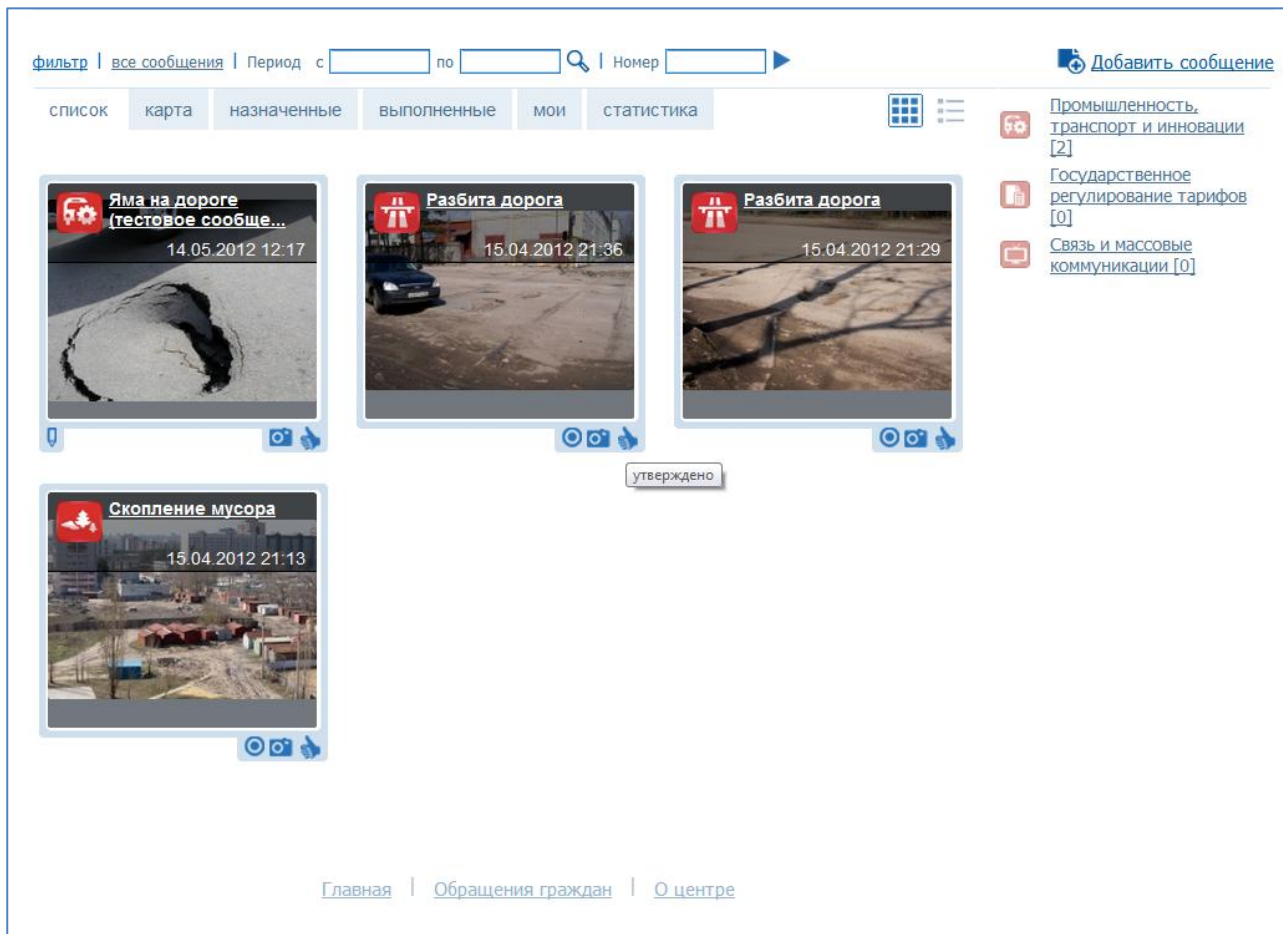 фильтр | все сообщения | Период с по | Номер
Добавить сообщение
список карта назначенные выполненные мои статистика
Промышленность,
транспорт и инновации
[2]
Государственное
регулирование тарифов
[0]
Связь и массовые
коммуникации [0]
Яма на дороге
(тестовое сообще...
14.05.2012 12:17
Разбита дорога
15.04.2012 21:36
Разбита дорога
15.04.2012 21:29
утверждено
Скопление мусора
15.04.2012 21:13
Главная | Обращения граждан | О центре